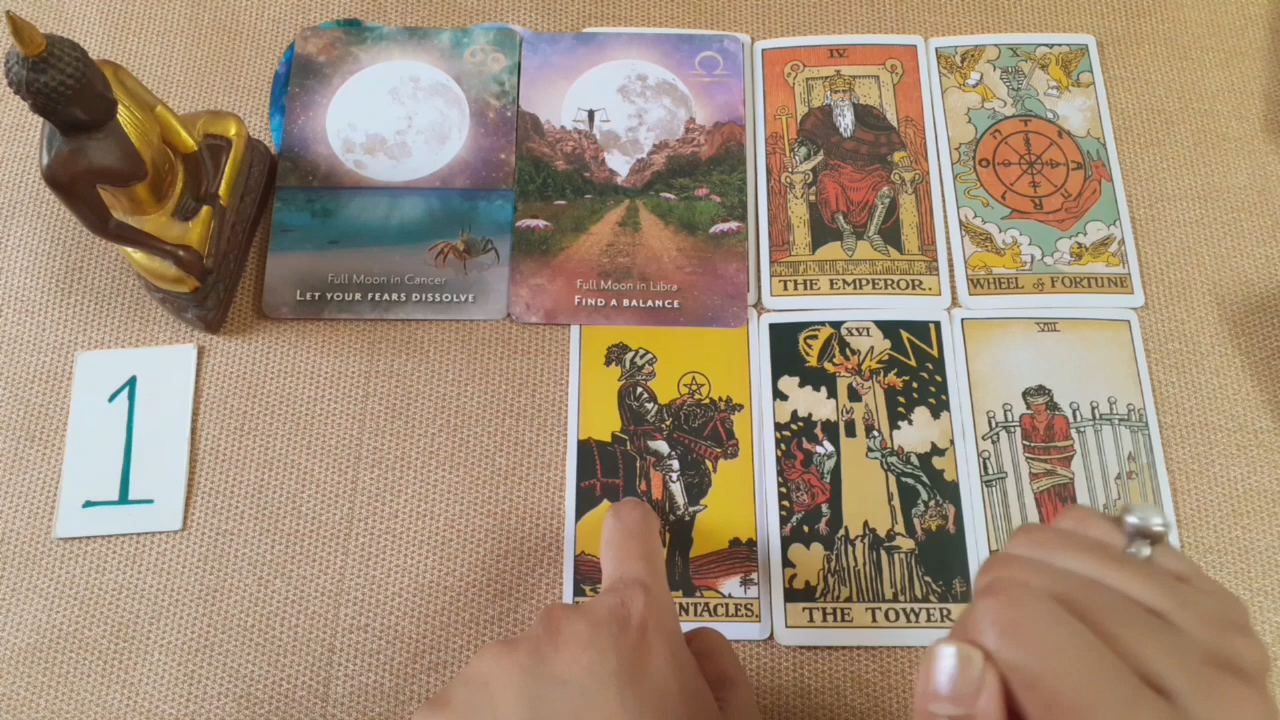 Full Moon in Cancer
LET YOUR FEARS DISSOLVE
Full Moon in Libra
FIND A BALANCE
IV
THE EMPEROR.
X
WHEEL of FORTUNE
1
NTACLES.
XVI
THE TOWER
VIII